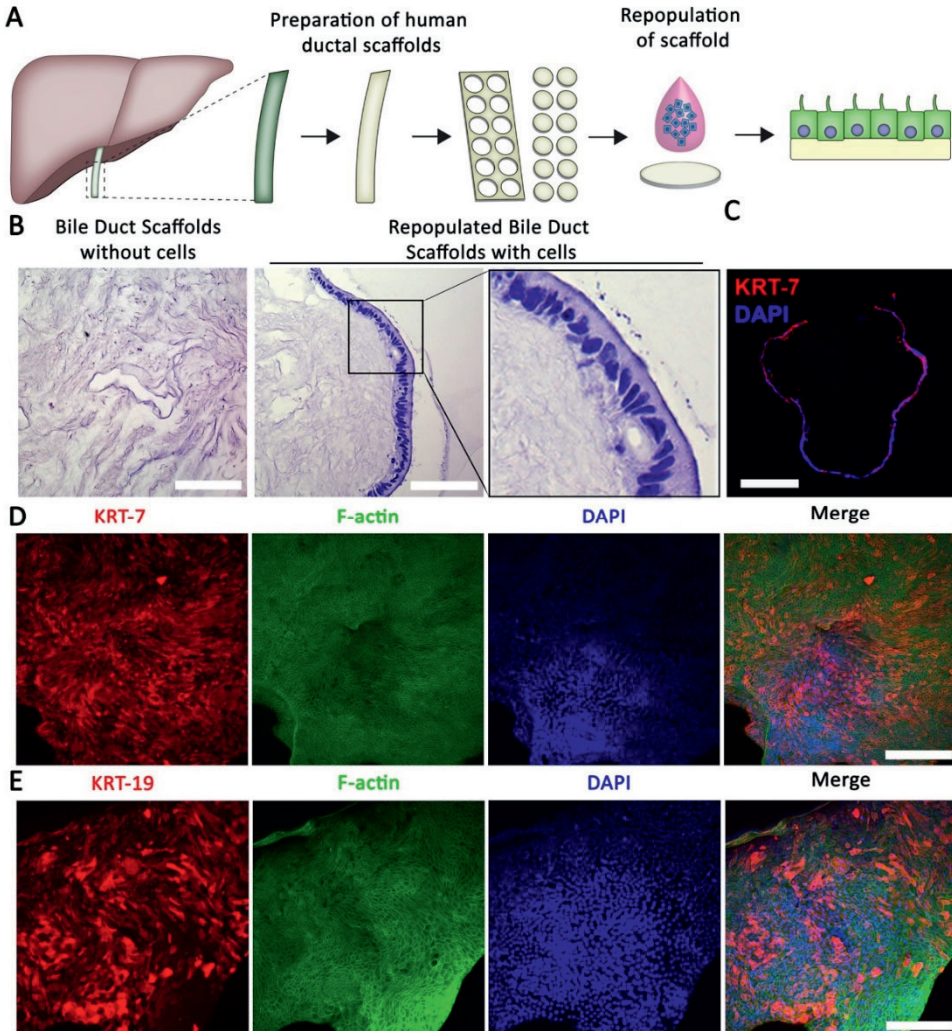 A
Preparation of human
ductal scaffolds
Repopulation
of scaffold
B
Bile Duct Scaffolds
without cells
Repopulated Bile Duct
Scaffolds with cells
C
KRT-7
DAPI
D
KRT-7
F-actin
DAPI
Merge
E
KRT-19
F-actin
DAPI
Merge